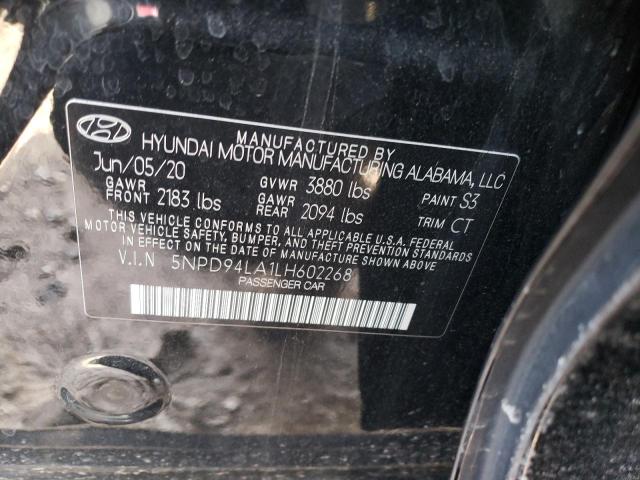 MANUFACTURED BY
HYUNDAI MOTOR MANUFACTURING ALABAMA, LLC
Jun/05/20 GVWR 3880 lbs PAINT S3
GAWR FRONT 2183 lbs GAWR REAR 2094 lbs TRIM CT
THIS VEHICLE CONFORMS TO ALL APPLICABLE U.S.A. FEDERAL
MOTOR VEHICLE SAFETY, BUMPER, AND THEFT PREVENTION STANDARDS
IN EFFECT ON THE DATE OF MANUFACTURE SHOWN ABOVE.
V.I.N 5NPD94LA1LH602268
PASSENGER CAR